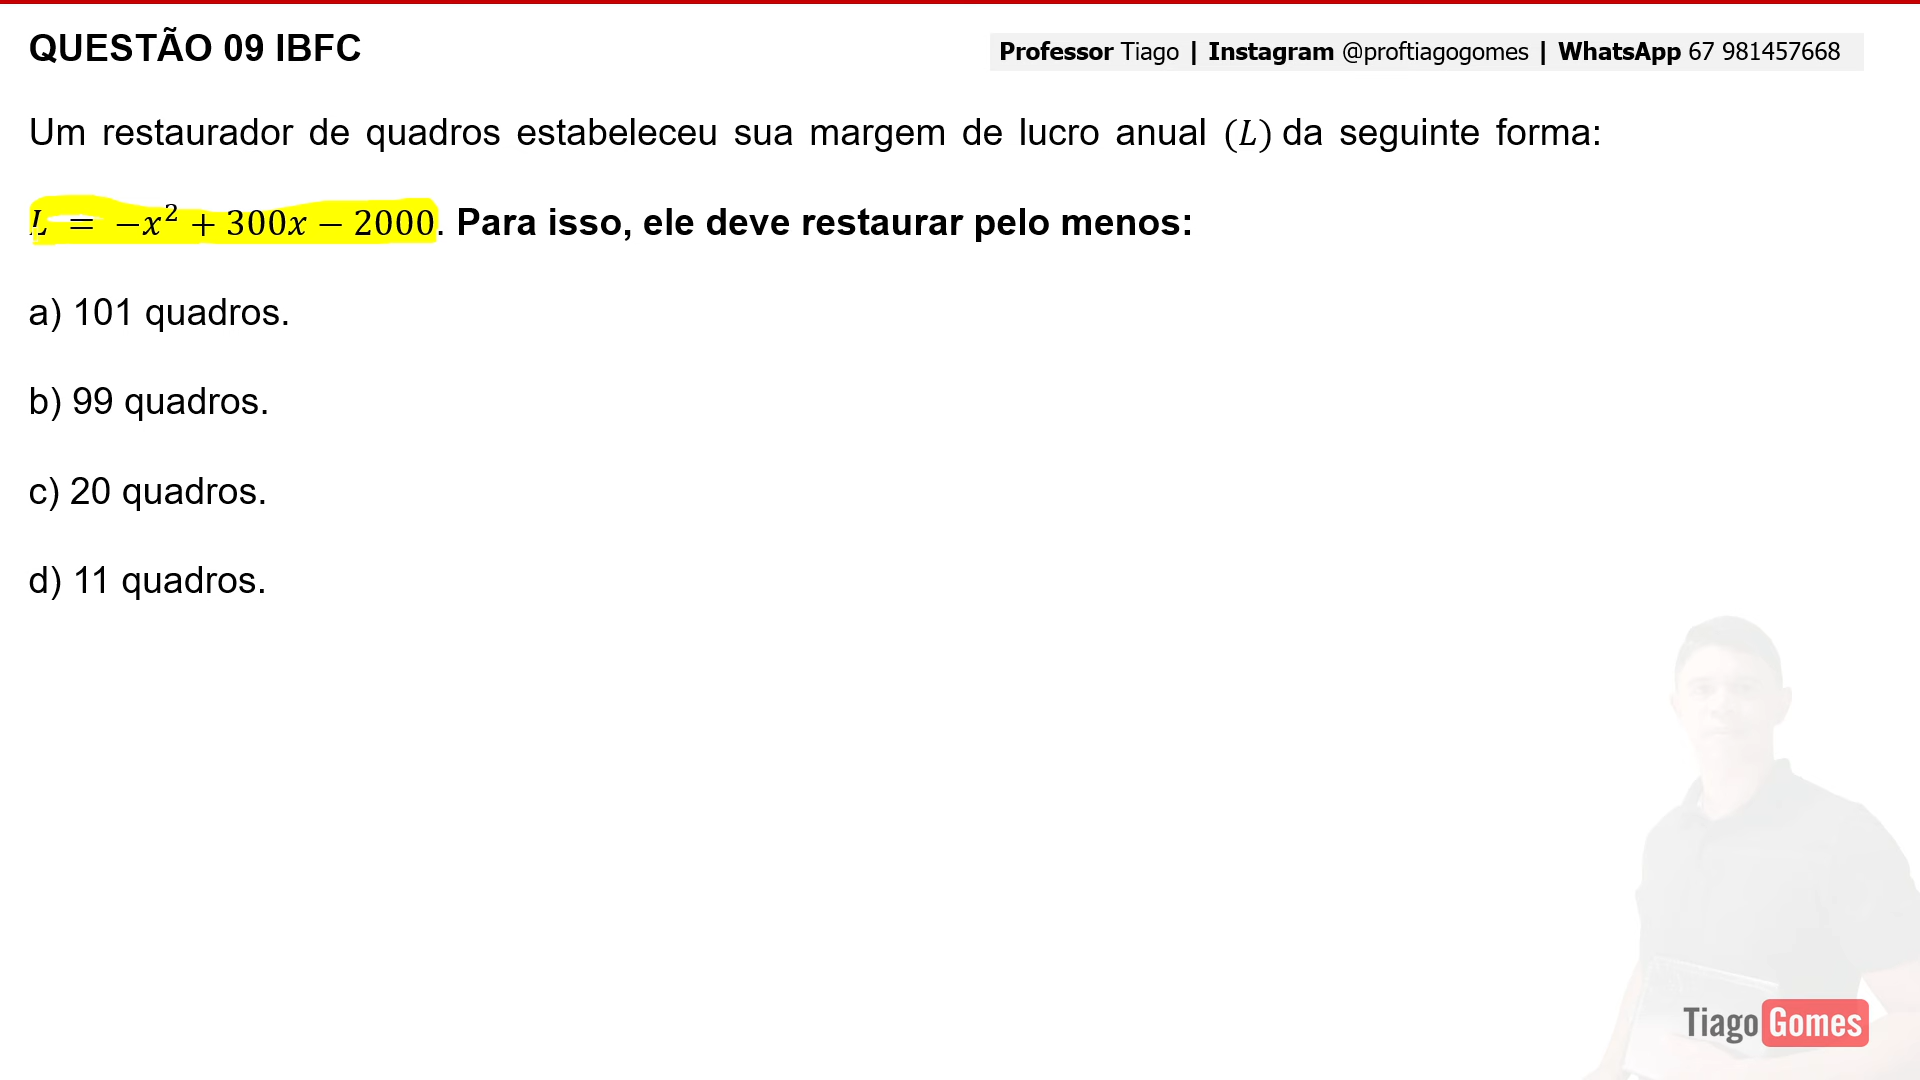 QUESTÃO 09 IBFC
Professor Tiago | Instagram @proftiagogomes | WhatsApp 67 981457668
Um restaurador de quadros estabeleceu sua margem de lucro anual (L) da seguinte forma:
L = −x² + 300x − 2000. Para isso, ele deve restaurar pelo menos:
a) 101 quadros.
b) 99 quadros.
c) 20 quadros.
d) 11 quadros.
Tiago Gomes